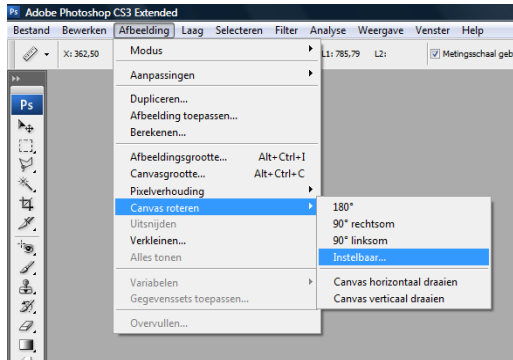 Ps Adobe Photoshop CS3 Extended
Bestand Bewerken Afbeelding Laag Selecteren Filter Analyse Weergave Venster Help
X: 362,50 L1: 785,79 L2: Metingsschaal geb
Modus
Aanpassingen
Ps
Dupliceren...
Afbeelding toepassen...
Berekenen...
Afbeeldingsgrootte... Alt+Ctrl+I
Canvasgrootte... Alt+Ctrl+C
Pixelverhouding
Canvas roteren
180°
Uitsnijden
90° rechtsom
Verkleinen...
90° linksom
Alles tonen
Instelbaar...
Variabelen
Canvas horizontaal draaien
Gegevenssets toepassen...
Canvas verticaal draaien
Overvullen...